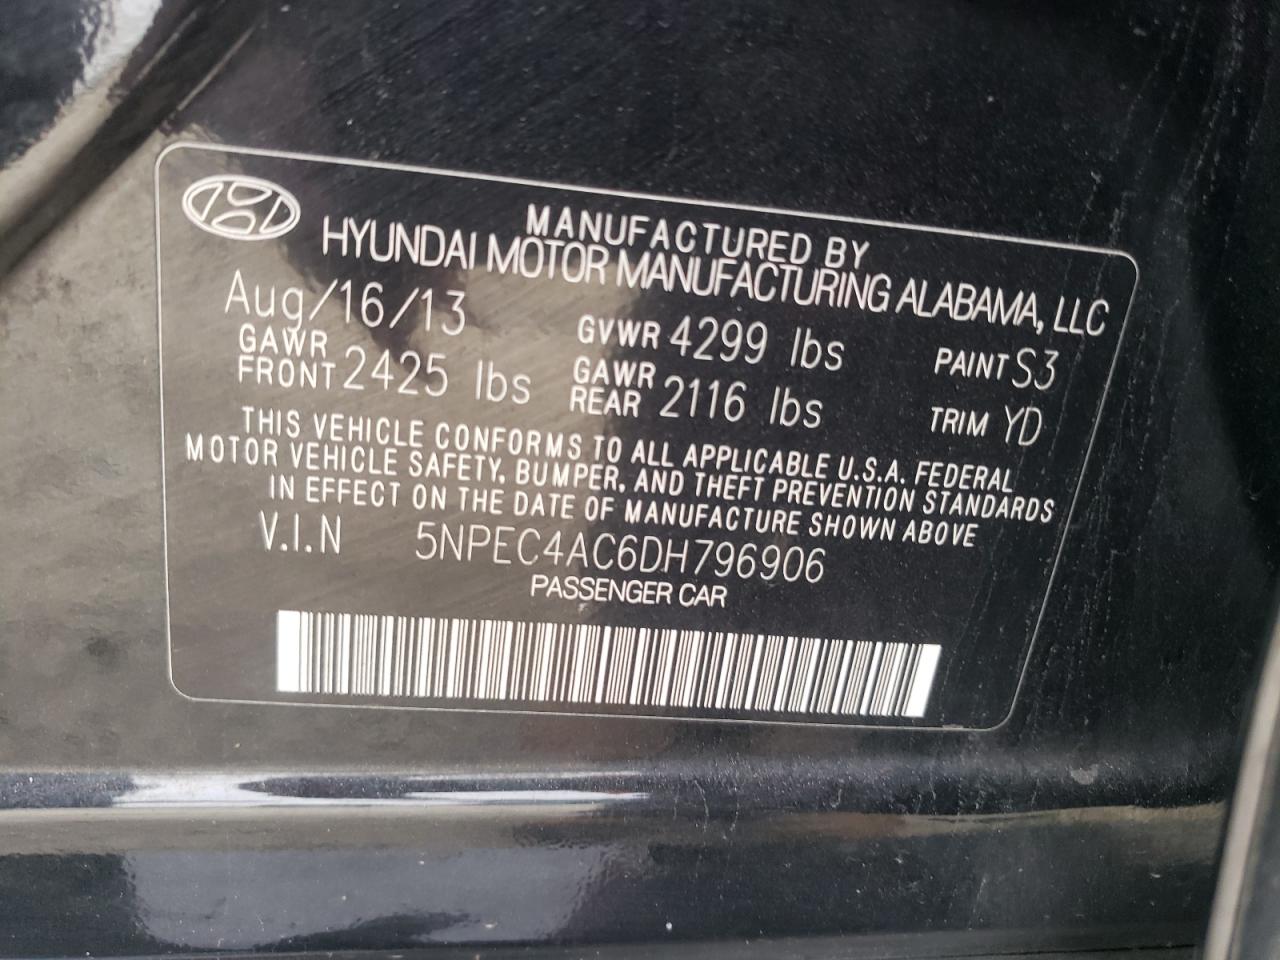 MANUFACTURED BY
HYUNDAI MOTOR MANUFACTURING ALABAMA, LLC
Aug/16/13 GVWR 4299 lbs PAINT S3
GAWR FRONT 2425 lbs GAWR REAR 2116 lbs TRIM YD
THIS VEHICLE CONFORMS TO ALL APPLICABLE U.S.A. FEDERAL
MOTOR VEHICLE SAFETY, BUMPER, AND THEFT PREVENTION STANDARDS
IN EFFECT ON THE DATE OF MANUFACTURE SHOWN ABOVE
V.I.N 5NPEC4AC6DH796906
PASSENGER CAR